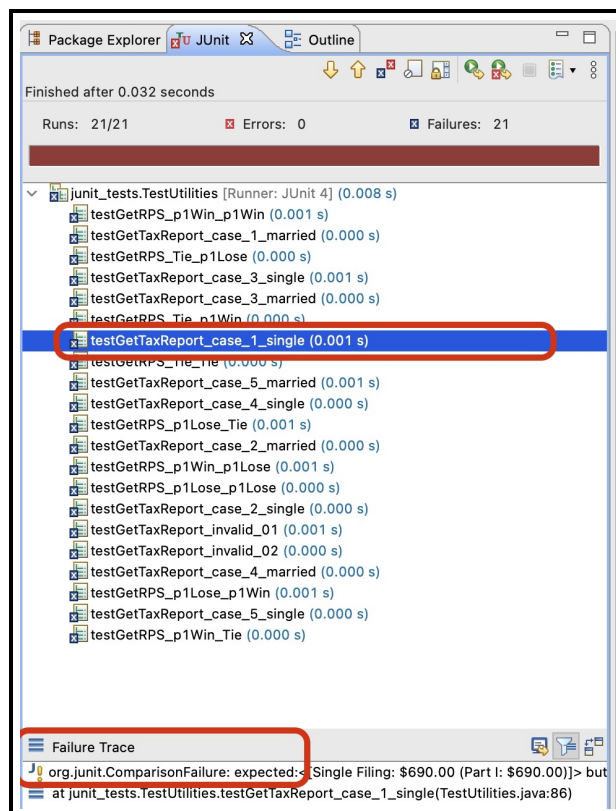 Package Explorer JUnit Outline
Finished after 0.032 seconds
Runs: 21/21 Errors: 0 Failures: 21
junit_tests.TestUtilities [Runner: JUnit 4] (0.008 s)
testGetRPS_p1Win_p1Win (0.001 s)
testGetTaxReport_case_1_married (0.000 s)
testGetRPS_Tie_p1Lose (0.000 s)
testGetTaxReport_case_3_single (0.001 s)
testGetTaxReport_case_3_married (0.000 s)
testGetRPS_Tie_p1Win (0.000 s)
testGetTaxReport_case_1_single (0.001 s)
testGetRPS_Tie_Tie (0.000 s)
testGetTaxReport_case_5_married (0.001 s)
testGetTaxReport_case_4_single (0.000 s)
testGetRPS_p1Lose_Tie (0.001 s)
testGetTaxReport_case_2_married (0.000 s)
testGetRPS_p1Win_p1Lose (0.001 s)
testGetRPS_p1Lose_p1Lose (0.000 s)
testGetTaxReport_case_2_single (0.000 s)
testGetTaxReport_invalid_01 (0.001 s)
testGetTaxReport_invalid_02 (0.000 s)
testGetTaxReport_case_4_married (0.000 s)
testGetRPS_p1Lose_p1Win (0.001 s)
testGetTaxReport_case_5_single (0.000 s)
testGetRPS_p1Win_Tie (0.000 s)
Failure Trace
org.junit.ComparisonFailure: expected:<[Single Filing: $690.00 (Part I: $690.00)]> but
at junit_tests.TestUtilities.testGetTaxReport_case_1_single(TestUtilities.java:86)